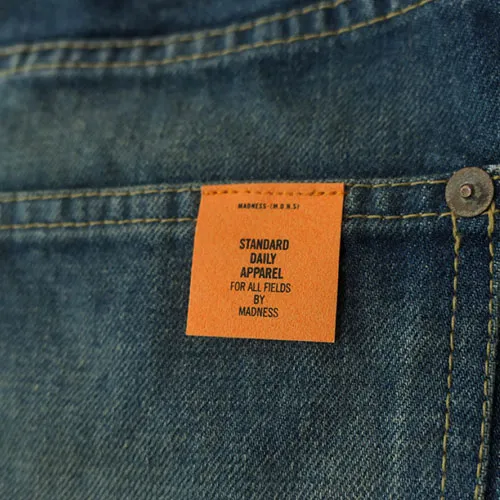 MADNESS-(M.D.N.S)
STANDARD
DAILY
APPAREL
FOR ALL FIELDS
BY
MADNESS